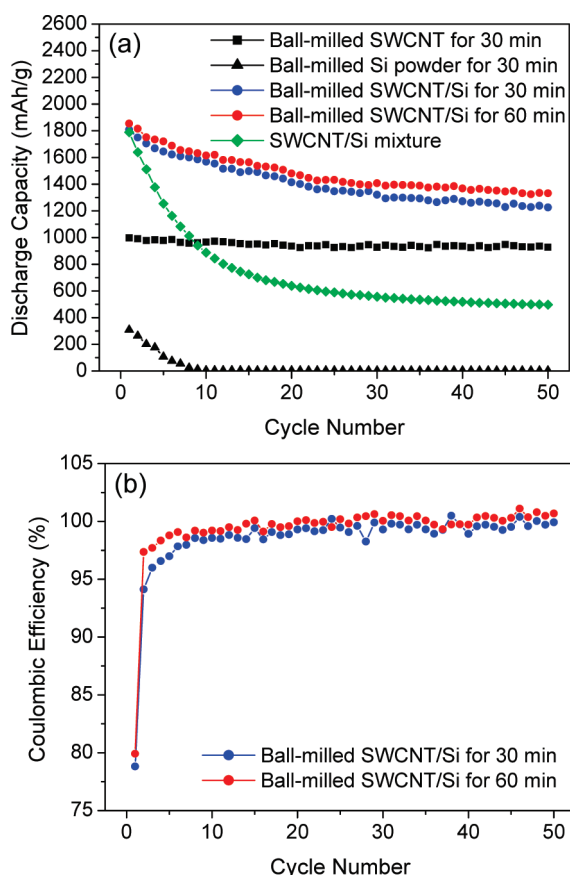 (a)
Ball-milled SWCNT for 30 min
Ball-milled Si powder for 30 min
Ball-milled SWCNT/Si for 30 min
Ball-milled SWCNT/Si for 60 min
SWCNT/Si mixture
Discharge Capacity (mAh/g)
2600
2400
2200
2000
1800
1600
1400
1200
1000
800
600
400
200
0
0 10 20 30 40 50
Cycle Number
(b)
Coulombic Efficiency (%)
105
100
95
90
85
80
75
Ball-milled SWCNT/Si for 30 min
Ball-milled SWCNT/Si for 60 min
0 10 20 30 40 50
Cycle Number